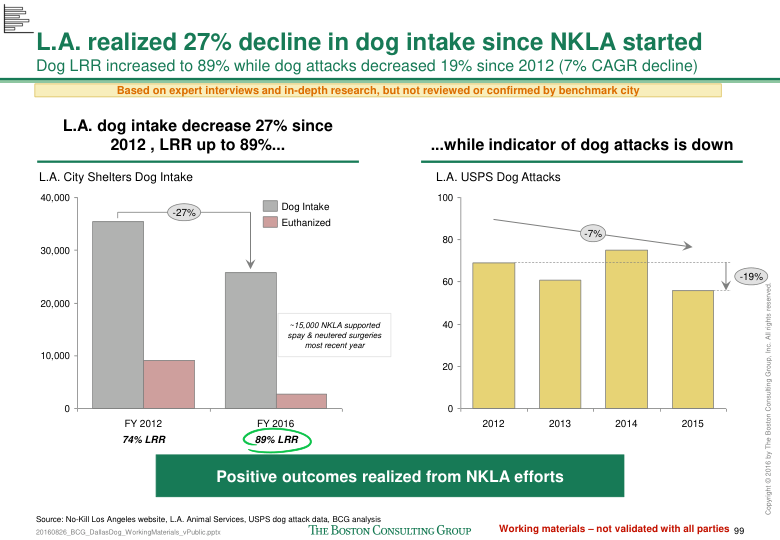 L.A. realized 27% decline in dog intake since NKLA started
Dog LRR increased to 89% while dog attacks decreased 19% since 2012 (7% CAGR decline)
Based on expert interviews and in-depth research, but not reviewed or confirmed by benchmark city
L.A. dog intake decrease 27% since
2012 , LRR up to 89%...
L.A. City Shelters Dog Intake
40,000
30,000
20,000
10,000
0
-27%
Dog Intake
Euthanized
~15,000 NKLA supported
spay & neutered surgeries
most recent year
FY 2012
FY 2016
74% LRR
89% LRR
...while indicator of dog attacks is down
L.A. USPS Dog Attacks
100
80
60
40
20
0
-7%
-19%
2012
2013
2014
2015
Positive outcomes realized from NKLA efforts
Source: No-Kill Los Angeles website, L.A. Animal Services, USPS dog attack data, BCG analysis
20160826_BCG_DallasDog_WorkingMaterials_vPublic.pptx
THE BOSTON CONSULTING GROUP
Working materials – not validated with all parties
99
Copyright © 2016 by The Boston Consulting Group, Inc. All rights reserved.